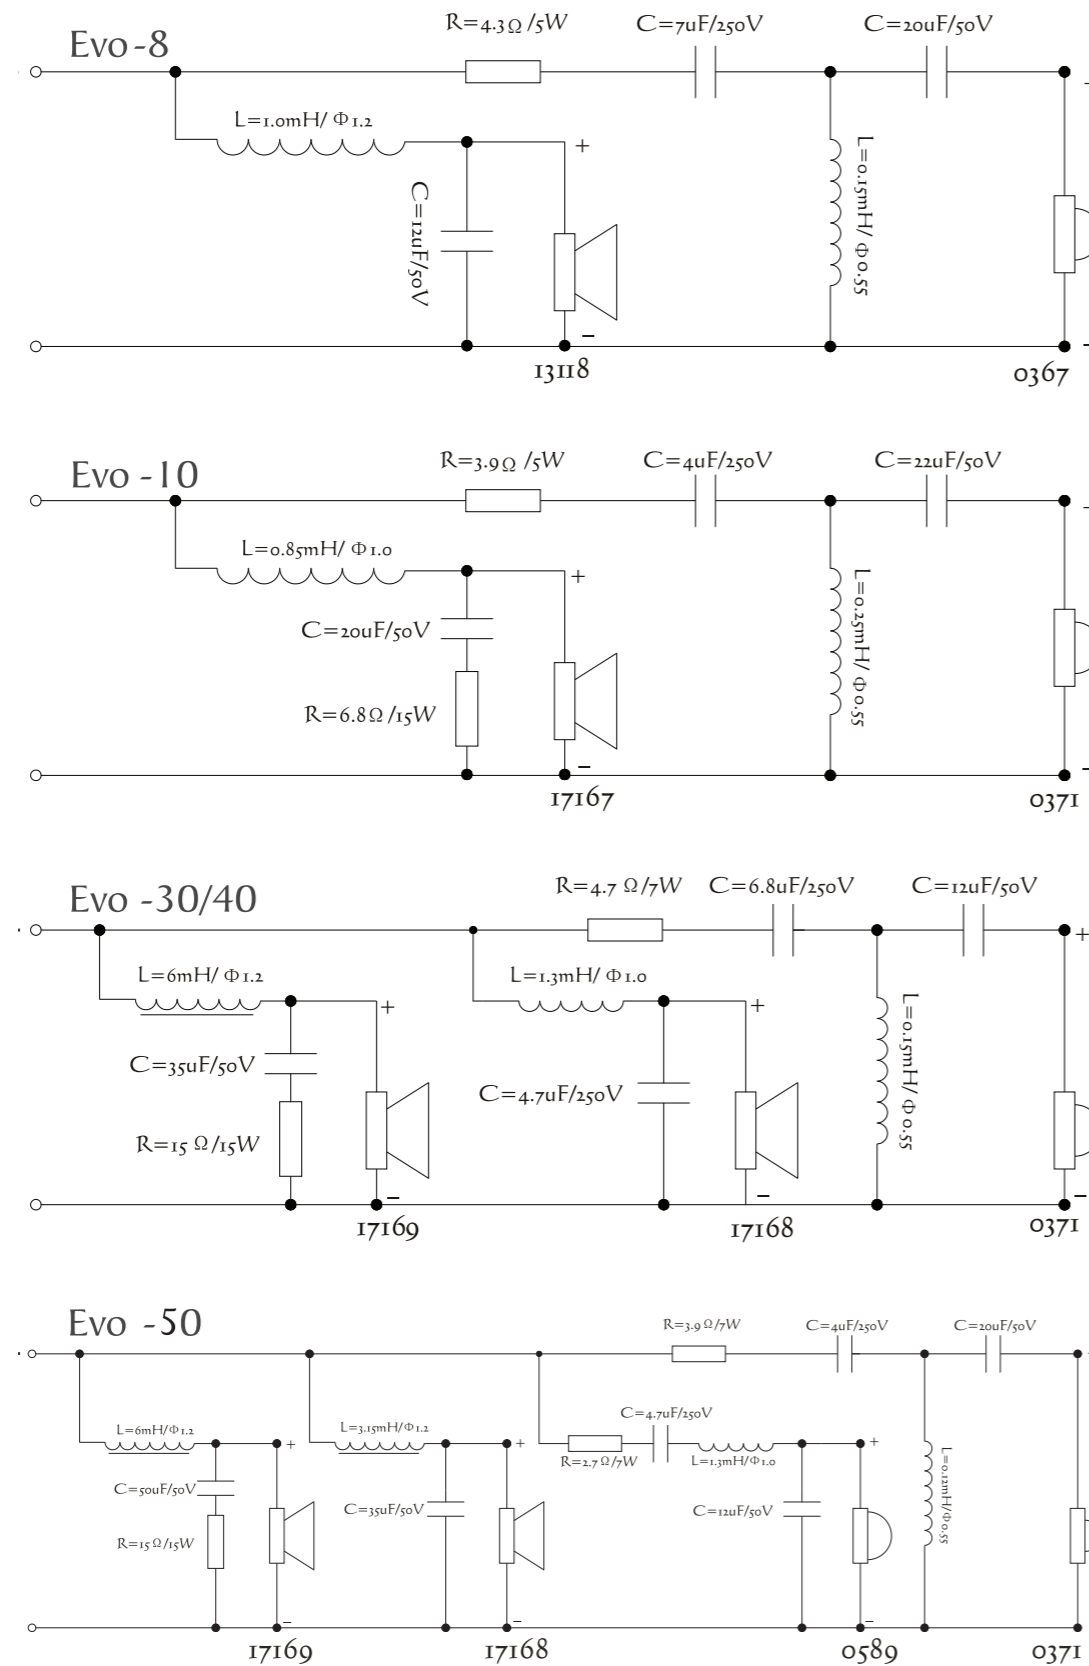 Evo -8
R=4.3Ω /5W
C=7uF/250V
C=20uF/50V
L=1.0mH/ Φ1.2
C=12uF/50V
L=0.15mH/ Φ0.55
+
−
13118
0367
Evo -10
R=3.9Ω /5W
C=4uF/250V
C=22uF/50V
L=0.85mH/ Φ1.0
C=20uF/50V
R=6.8Ω /15W
L=0.25mH/ Φ0.55
+
−
17167
0371
Evo -30/40
R=4.7 Ω/7W
C=6.8uF/250V
C=12uF/50V
+
L=6mH/ Φ1.2
L=1.3mH/ Φ1.0
L=0.15mH/ Φ0.55
+
+
C=35uF/50V
C=4.7uF/250V
R=15 Ω/15W
−
−
−
17169
17168
0371
Evo -50
R=3.9Ω/7W
C=4uF/250V
C=20uF/50V
L=6mH/Φ1.2
L=3.15mH/Φ1.2
C=4.7uF/250V
R=2.7Ω/7W
L=1.3mH/Φ1.0
+
+
+
C=50uF/50V
C=35uF/50V
C=12uF/50V
L=0.12mH/Φ0.55
R=15Ω/15W
−
−
−
17169
17168
0589
0371